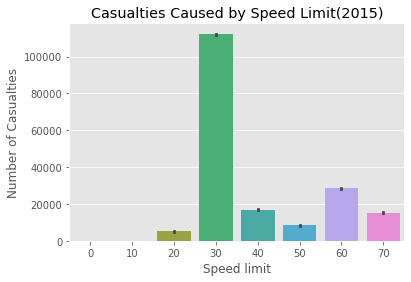 Casualties Caused by Speed Limit(2015)
Number of Casualties
100000
80000
60000
40000
20000
0
0 10 20 30 40 50 60 70
Speed limit